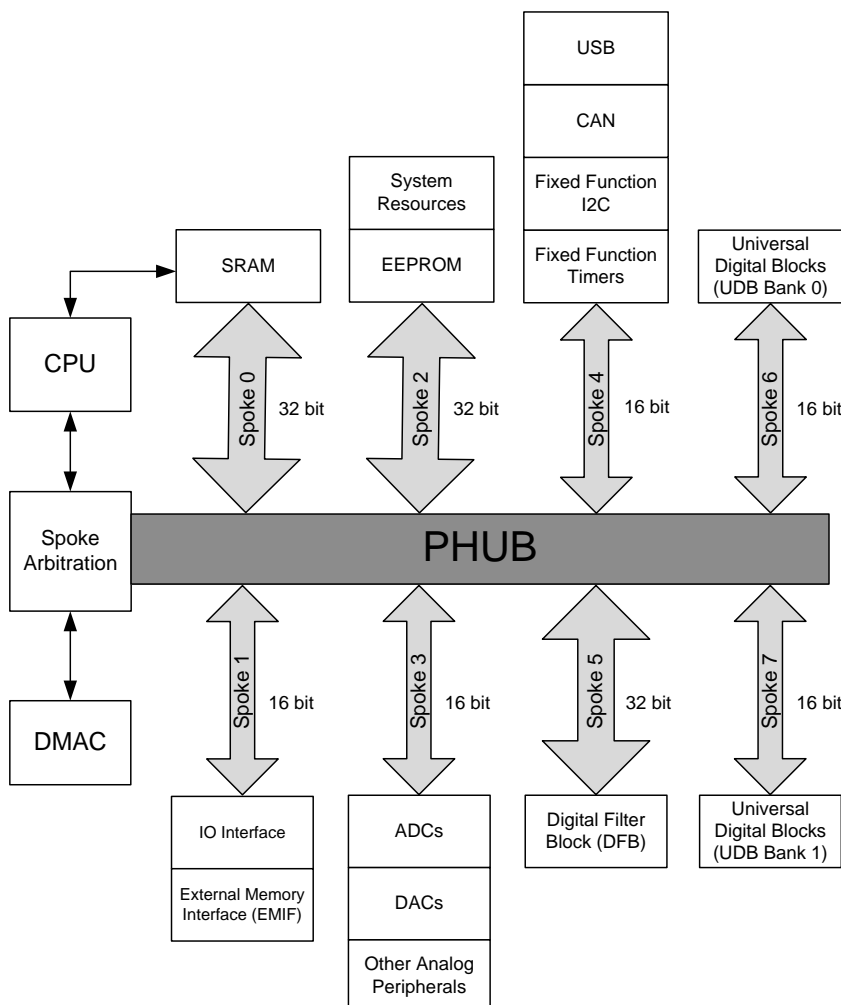 USB
CAN
Fixed Function
I2C
Fixed Function
Timers
System
Resources
EEPROM
SRAM
Universal
Digital Blocks
(UDB Bank 0)
CPU
Spoke 0
32 bit
Spoke 2
32 bit
Spoke 4
16 bit
Spoke 6
16 bit
Spoke
Arbitration
PHUB
DMAC
Spoke 1
16 bit
Spoke 3
16 bit
Spoke 5
32 bit
Spoke 7
16 bit
IO Interface
External Memory
Interface (EMIF)
ADCs
DACs
Other Analog
Peripherals
Digital Filter
Block (DFB)
Universal
Digital Blocks
(UDB Bank 1)